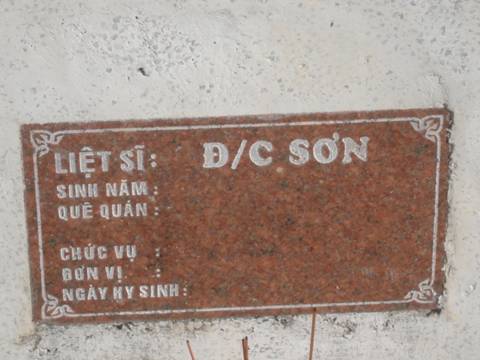 LIỆT SĨ: Đ/C SƠN
SINH NĂM :
QUÊ QUÁN :
CHỨC VỤ :
ĐƠN VỊ :
NGÀY HY SINH :